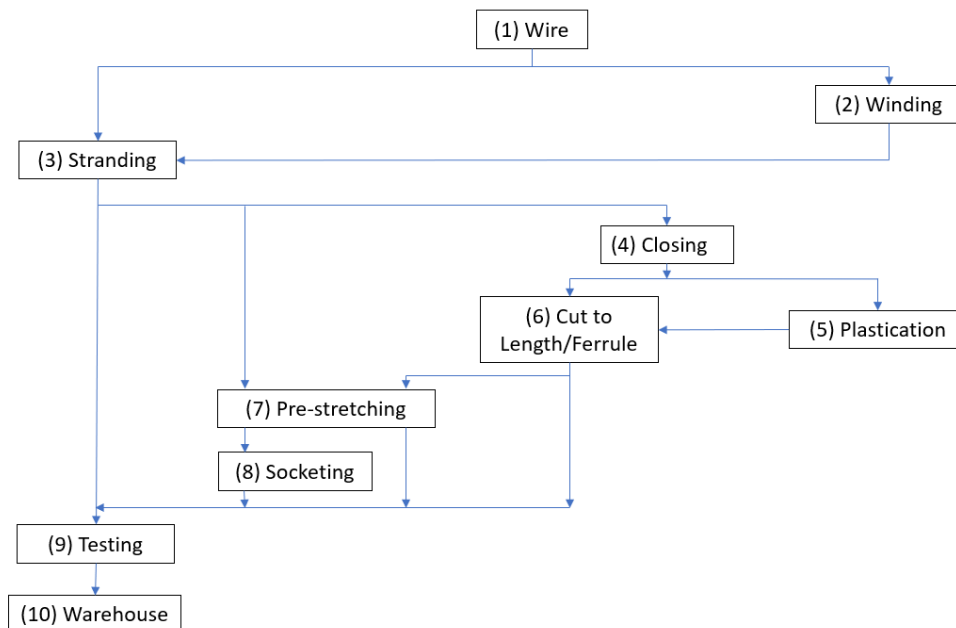 (1) Wire
(2) Winding
(3) Stranding
(4) Closing
(6) Cut to
Length/Ferrule
(5) Plastication
(7) Pre-stretching
(8) Socketing
(9) Testing
(10) Warehouse